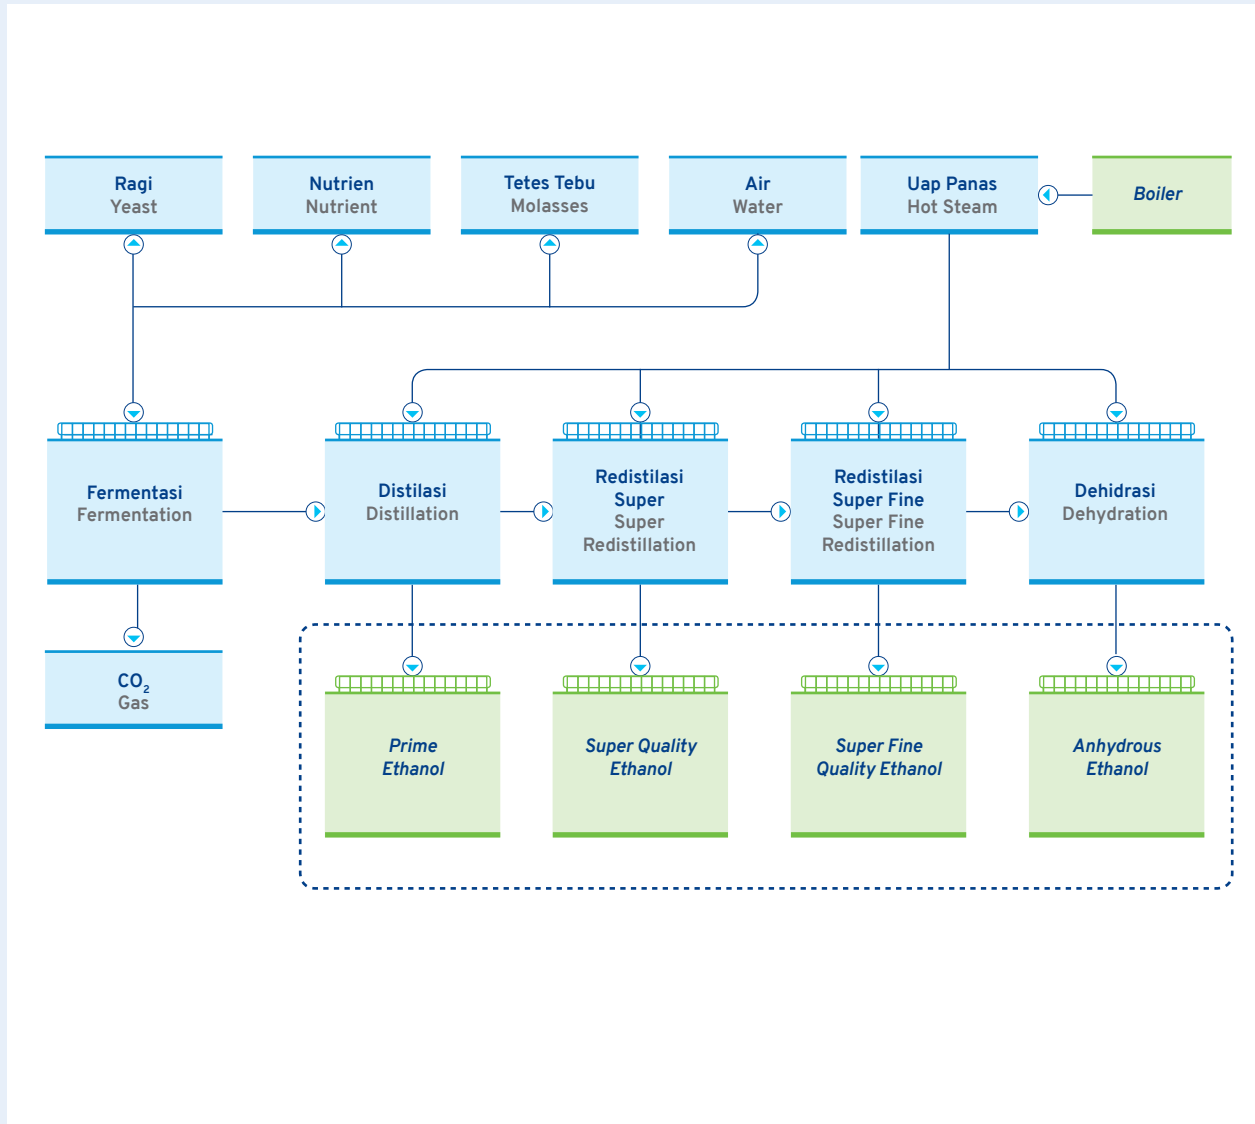 Ragi
Yeast
Nutrien
Nutrient
Tetes Tebu
Molasses
Air
Water
Uap Panas
Hot Steam
Boiler
Fermentasi
Fermentation
Distilasi
Distillation
Redistilasi
Super
Super
Redistillation
Redistilasi
Super Fine
Super Fine
Redistillation
Dehidrasi
Dehydration
CO₂
Gas
Prime
Ethanol
Super Quality
Ethanol
Super Fine
Quality Ethanol
Anhydrous
Ethanol